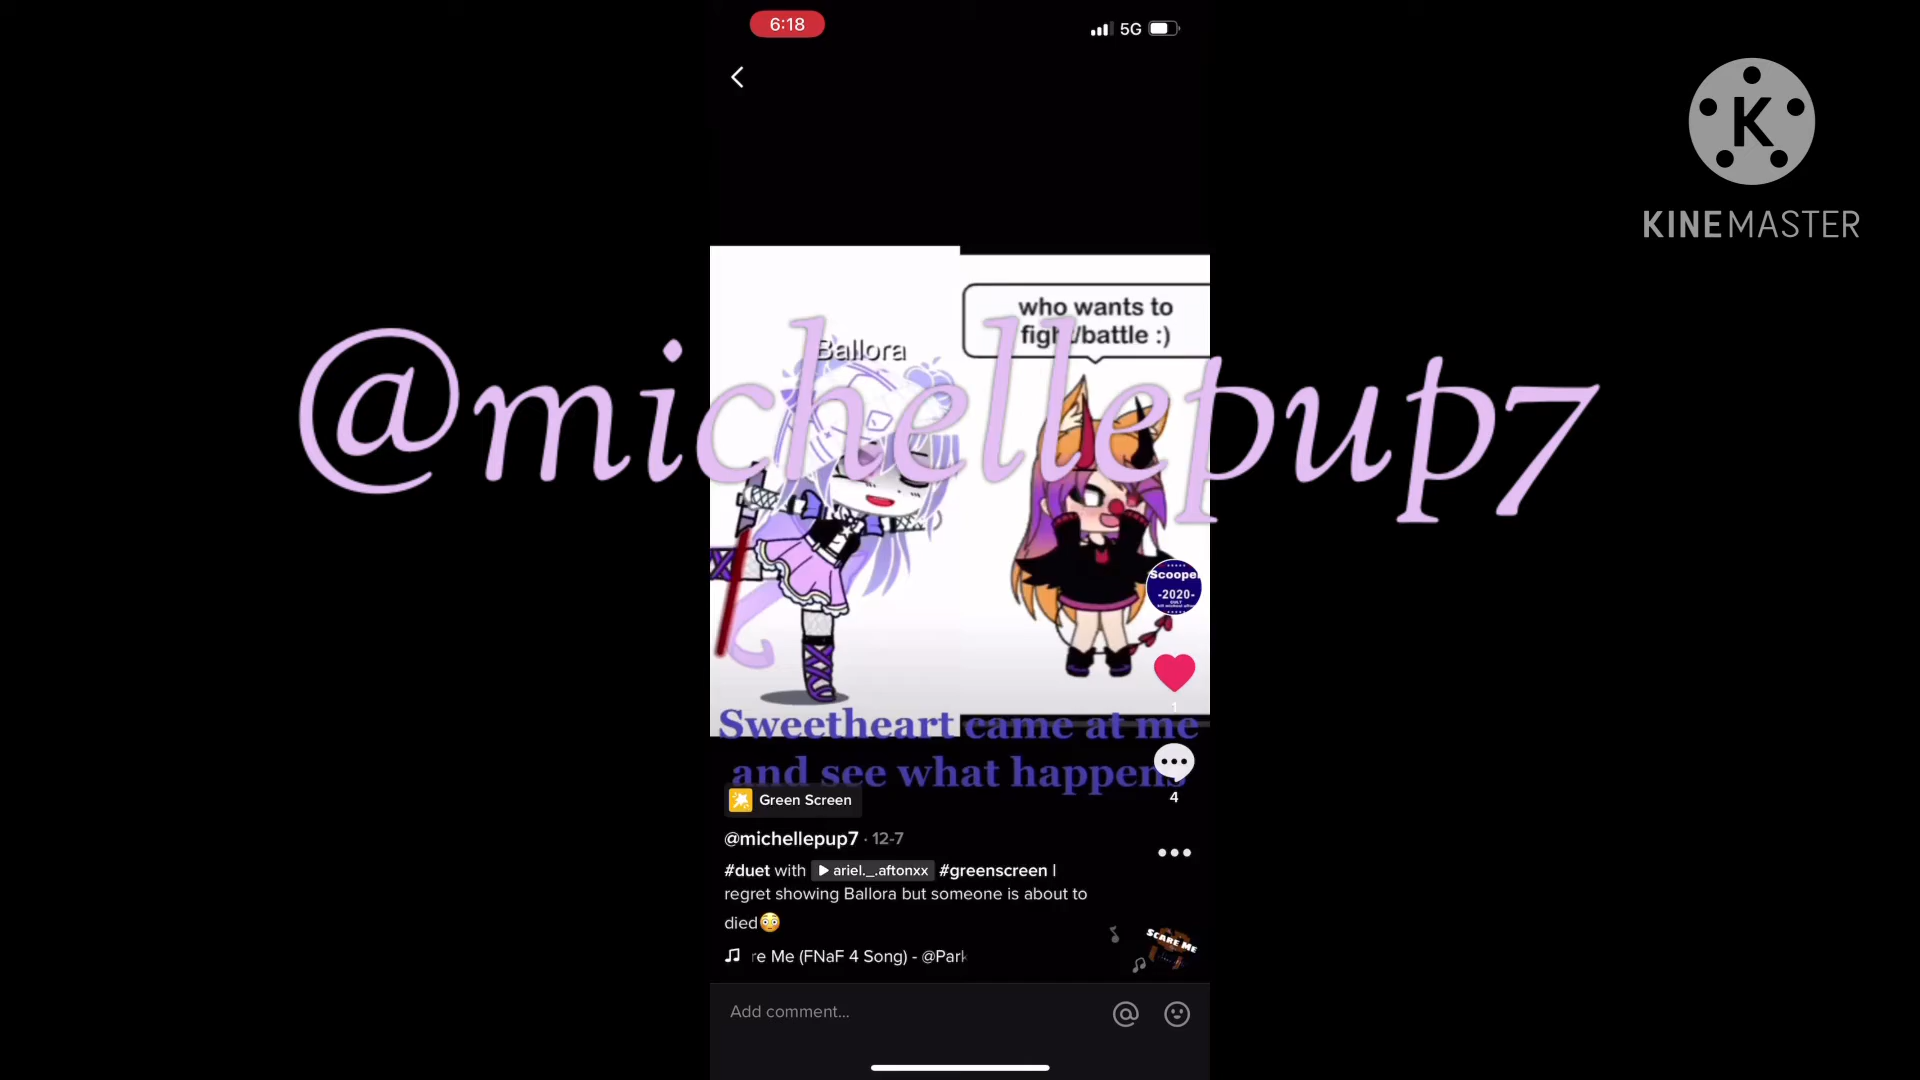 6:18
5G
K
KINEMASTER
who wants to
fight/battle :)
Ballora
@michellepup7
Scooper
-2020-
Sweetheart came at me
and see what happens
1
4
Green Screen
@michellepup7 · 12-7
#duet with ariel._.aftonxx #greenscreen I
regret showing Ballora but someone is about to
died😳
re Me (FNaF 4 Song) - @Park
SCARE ME
Add comment...